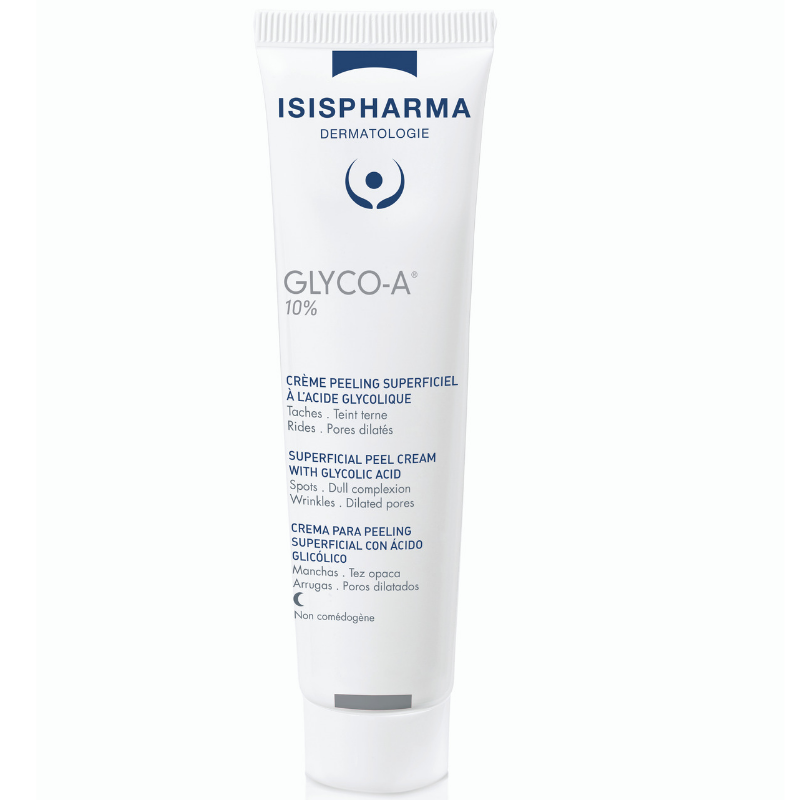 ISISPHARMA
DERMATOLOGIE
GLYCO-A®
10%
CRÈME PEELING SUPERFICIEL
À L'ACIDE GLYCOLIQUE
Taches . Teint terne
Rides . Pores dilatés
SUPERFICIAL PEEL CREAM
WITH GLYCOLIC ACID
Spots . Dull complexion
Wrinkles . Dilated pores
CREMA PARA PEELING
SUPERFICIAL CON ÁCIDO
GLICÓLICO
Manchas . Tez opaca
Arrugas . Poros dilatados
Non comédogène